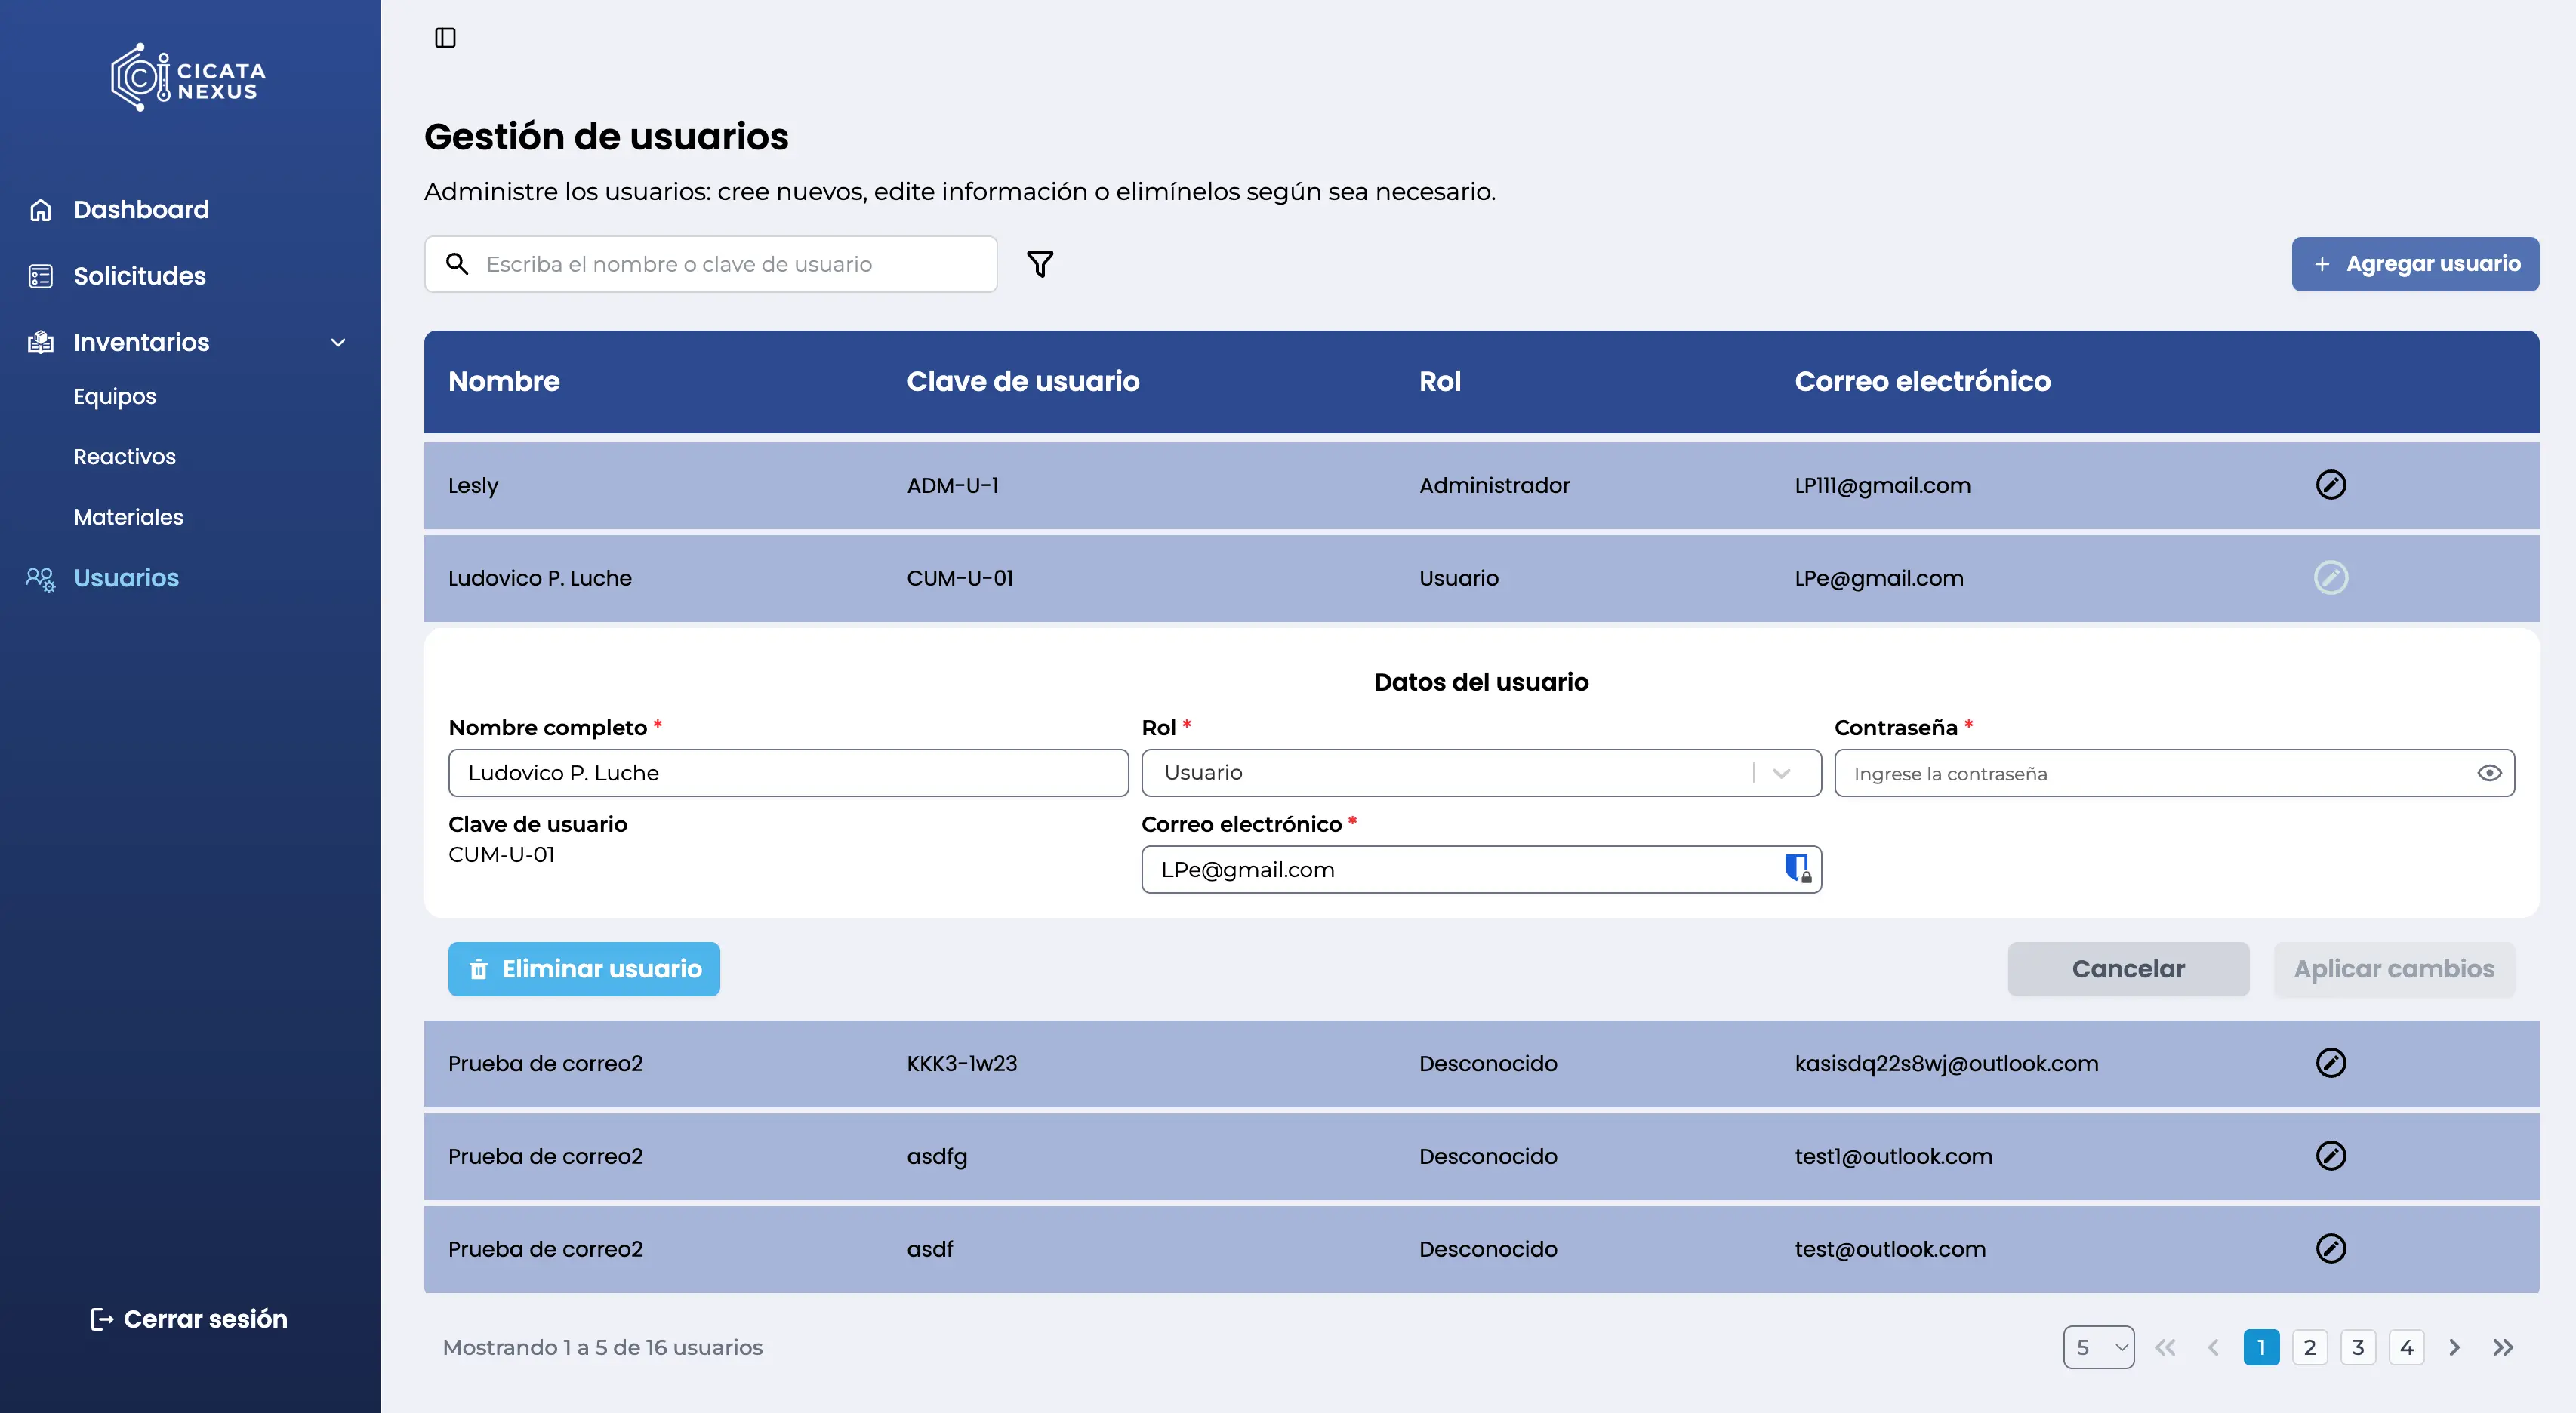 CICATA
NEXUS
Dashboard
Solicitudes
Inventarios
Equipos
Reactivos
Materiales
Usuarios
Cerrar sesión
Gestión de usuarios
Administre los usuarios: cree nuevos, edite información o elimínelos según sea necesario.
Escriba el nombre o clave de usuario
+ Agregar usuario
Nombre Clave de usuario Rol Correo electrónico
Lesly ADM-U-1 Administrador LP111@gmail.com
Ludovico P. Luche CUM-U-01 Usuario LPe@gmail.com
Datos del usuario
Nombre completo * Rol * Contraseña *
Ludovico P. Luche Usuario Ingrese la contraseña
Clave de usuario Correo electrónico *
CUM-U-01 LPe@gmail.com
Eliminar usuario Cancelar Aplicar cambios
Prueba de correo2 KKK3-1w23 Desconocido kasisdq22s8wj@outlook.com
Prueba de correo2 asdfg Desconocido test1@outlook.com
Prueba de correo2 asdf Desconocido test@outlook.com
Mostrando 1 a 5 de 16 usuarios 5 1 2 3 4